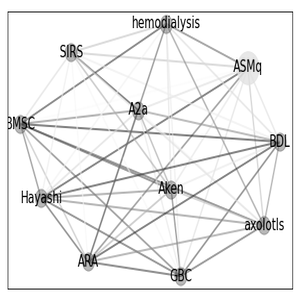 hemodialysis
SIRS
ASMq
A2a
BMSC
BDL
Aken
Hayashi
axolotls
ARA
GBC